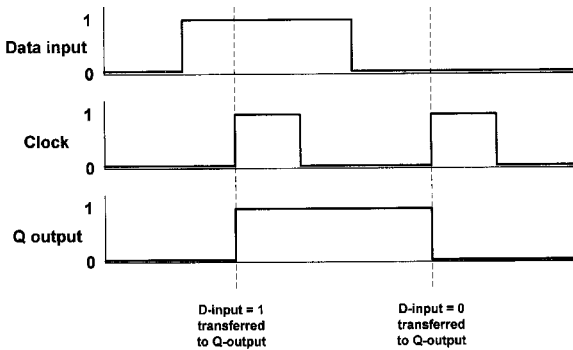 1
Data input
0
1
Clock
0
1
Q output
0
D-input = 1
transferred
to Q-output
D-input = 0
transferred
to Q-output